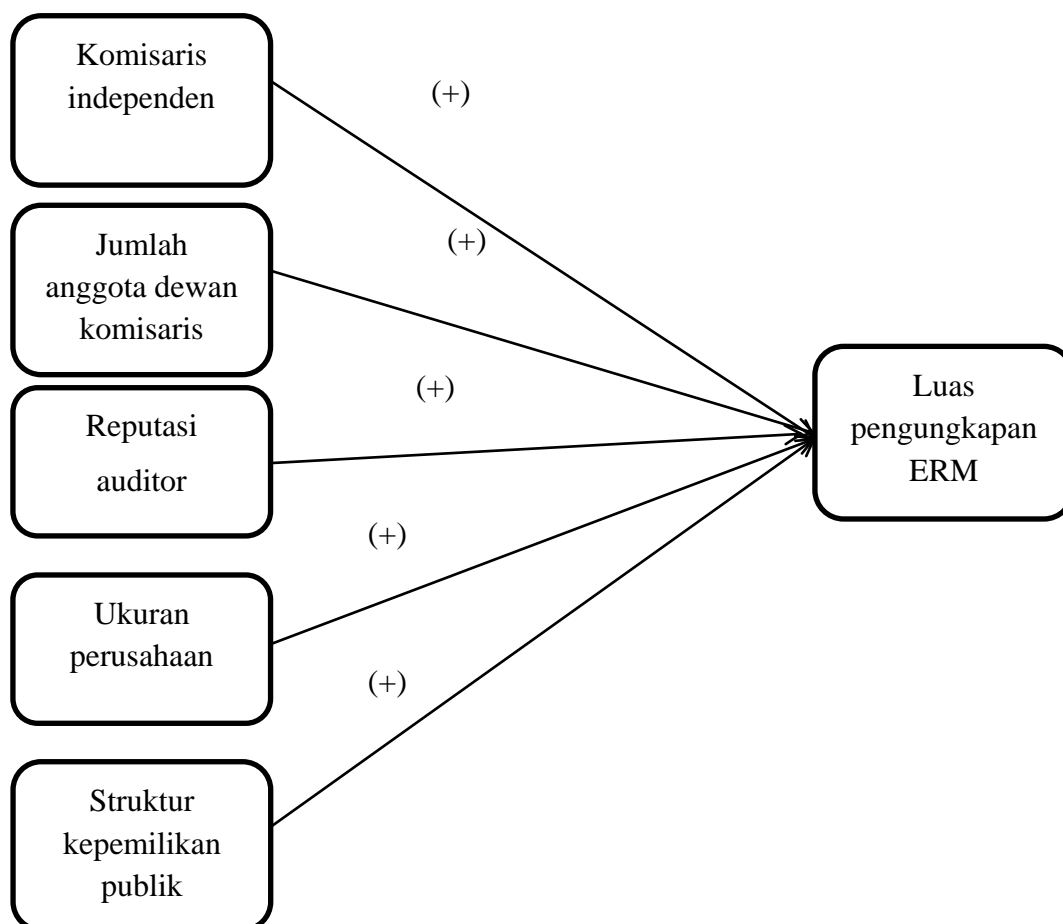 Komisaris
independen
(+)
Jumlah
anggota dewan
komisaris
(+)
Reputasi
auditor
(+)
Ukuran
perusahaan
(+)
Struktur
kepemilikan
publik
(+)
Luas
pengungkapan
ERM